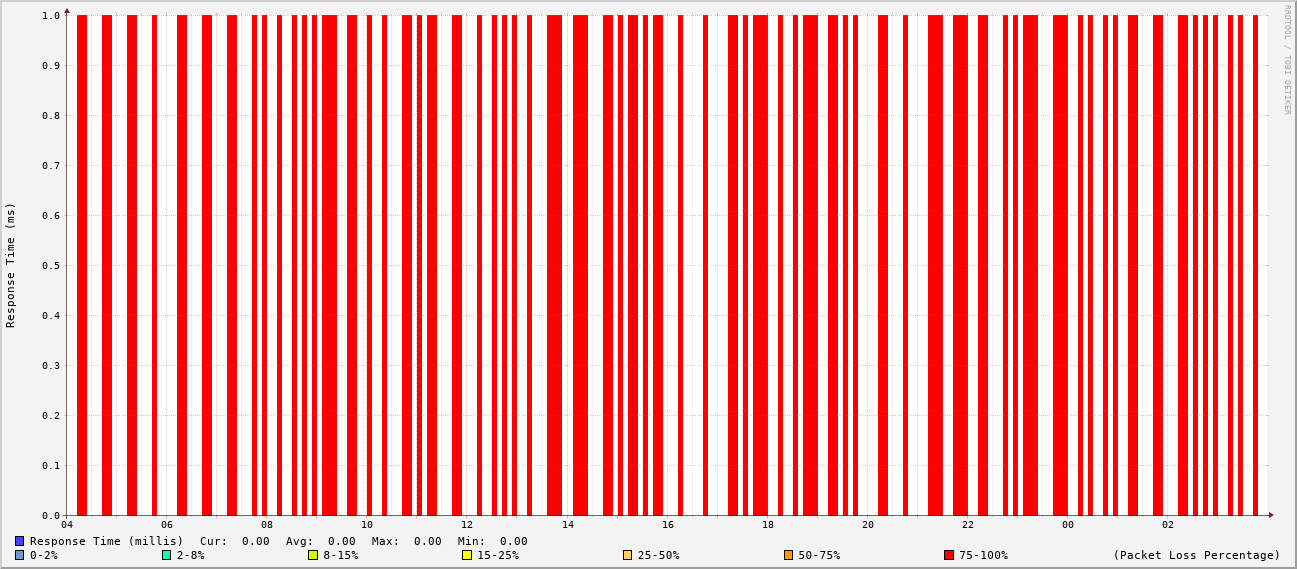 RRDTOOL / TOBI OETIKER
Response Time (ms)
1.0
0.9
0.8
0.7
0.6
0.5
0.4
0.3
0.2
0.1
0.0
04 06 08 10 12 14 16 18 20 22 00 02
Response Time (millis) Cur: 0.00 Avg: 0.00 Max: 0.00 Min: 0.00
0-2% 2-8% 8-15% 15-25% 25-50% 50-75% 75-100% (Packet Loss Percentage)